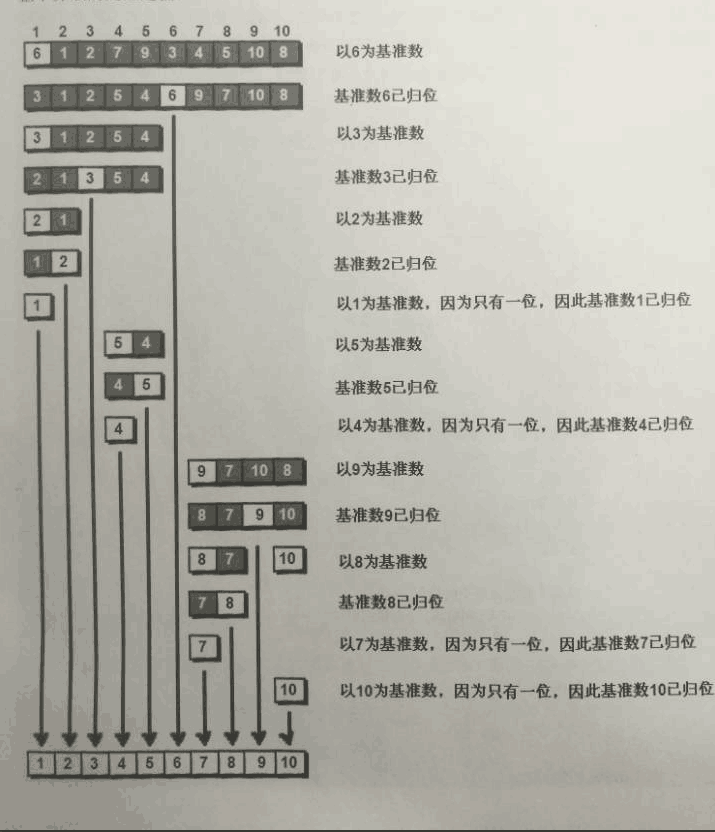 1 2 3 4 5 6 7 8 9 10
6 1 2 7 9 3 4 5 10 8 以6为基准数
3 1 2 5 4 6 9 7 10 8 基准数6已归位
3 1 2 5 4 以3为基准数
2 1 3 5 4 基准数3已归位
2 1 以2为基准数
1 2 基准数2已归位
1 以1为基准数，因为只有一位，因此基准数1已归位
5 4 以5为基准数
4 5 基准数5已归位
4 以4为基准数，因为只有一位，因此基准数4已归位
9 7 10 8 以9为基准数
8 7 9 10 基准数9已归位
8 7 10 以8为基准数
7 8 基准数8已归位
7 以7为基准数，因为只有一位，因此基准数7已归位
10 以10为基准数，因为只有一位，因此基准数10已归位
1 2 3 4 5 6 7 8 9 10